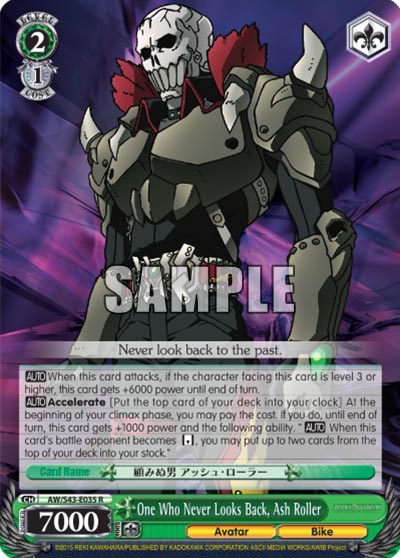 LEVEL
2
1
COST
SAMPLE
Never look back to the past.
AUTO When this card attacks, if the character facing this card is level 3 or
higher, this card gets +6000 power until end of turn.
AUTO Accelerate [Put the top card of your deck into your clock] At the
beginning of your climax phase, you may pay the cost. If you do, until end of
turn, this card gets +1000 power and the following ability. " AUTO When this
card's battle opponent becomes [ ], you may put up to two cards from the
top of your deck into your stock."
Card Name 顧みぬ男 アッシュ・ローラー
CH AW/S43-E035 R
POWER 7000
One Who Never Looks Back, Ash Roller
Avatar Bike
©2015 REKI KAWAHARA/PUBLISHED BY KADOKAWA CORPORATION ASCII MEDIA WORKS/AWIB Project